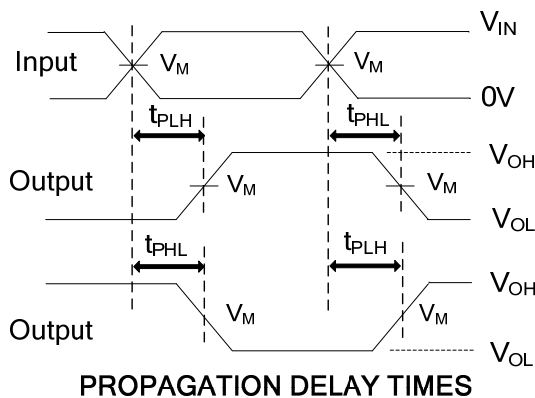 V_IN
Input V_M V_M
0V
t_PLH t_PHL
V_OH
Output V_M V_M
V_OL
t_PHL t_PLH
V_OH
V_M V_M
Output
V_OL
PROPAGATION DELAY TIMES